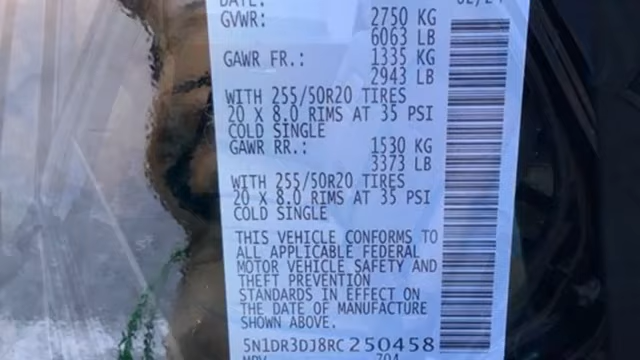 DATE:
GVWR: 2750 KG
6063 LB
GAWR FR.: 1335 KG
2943 LB
WITH 255/50R20 TIRES
20 X 8.0 RIMS AT 35 PSI
COLD SINGLE
GAWR RR.: 1530 KG
3373 LB
WITH 255/50R20 TIRES
20 X 8.0 RIMS AT 35 PSI
COLD SINGLE
THIS VEHICLE CONFORMS TO
ALL APPLICABLE FEDERAL
MOTOR VEHICLE SAFETY AND
THEFT PREVENTION
STANDARDS IN EFFECT ON
THE DATE OF MANUFACTURE
SHOWN ABOVE.
5N1DR3DJ8RC250458